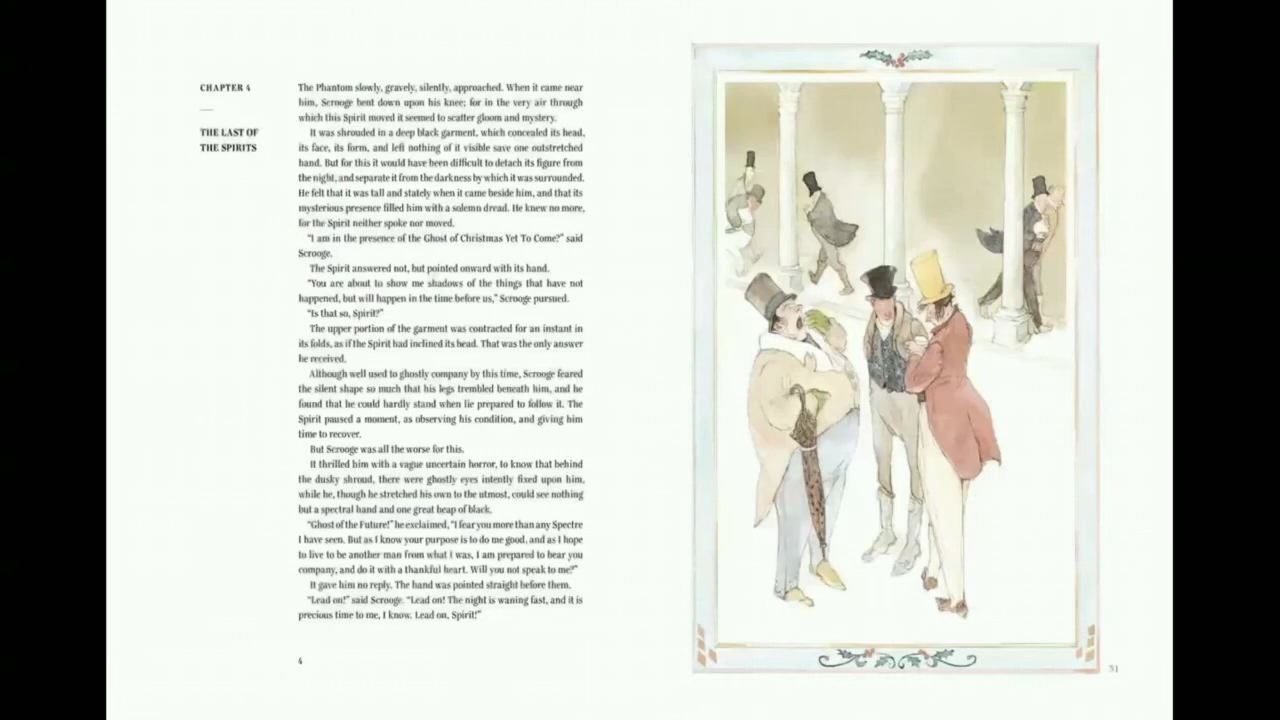 CHAPTER 4
THE LAST OF
THE SPIRITS
The Phantom slowly, gravely, silently, approached. When it came near
him, Scrooge bent down upon his knee; for in the very air through
which this Spirit moved it seemed to scatter gloom and mystery.
It was shrouded in a deep black garment, which concealed its head,
its face, its form, and left nothing of it visible save one outstretched
hand. But for this it would have been difficult to detach its figure from
the night, and separate it from the darkness by which it was surrounded.
He felt that it was tall and stately when it came beside him, and that its
mysterious presence filled him with a solemn dread. He knew no more,
for the Spirit neither spoke nor moved.
"I am in the presence of the Ghost of Christmas Yet To Come?" said
Scrooge.
The Spirit answered not, but pointed onward with its hand.
"You are about to show me shadows of the things that have not
happened, but will happen in the time before us," Scrooge pursued.
"Is that so, Spirit?"
The upper portion of the garment was contracted for an instant in
its folds, as if the Spirit had inclined its head. That was the only answer
he received.
Although well used to ghostly company by this time, Scrooge feared
the silent shape so much that his legs trembled beneath him, and he
found that he could hardly stand when lie prepared to follow it. The
Spirit paused a moment, as observing his condition, and giving him
time to recover.
But Scrooge was all the worse for this.
It thrilled him with a vague uncertain horror, to know that behind
the dusky shroud, there were ghostly eyes intently fixed upon him,
while he, though he stretched his own to the utmost, could see nothing
but a spectral hand and one great heap of black.
"Ghost of the Future!" he exclaimed, "I fear you more than any Spectre
I have seen. But as I know your purpose is to do me good, and as I hope
to live to be another man from what I was, I am prepared to bear you
company, and do it with a thankful heart. Will you not speak to me?"
It gave him no reply. The hand was pointed straight before them.
"Lead on!" said Scrooge. "Lead on! The night is waning fast, and it is
precious time to me, I know. Lead on, Spirit!"
4
51